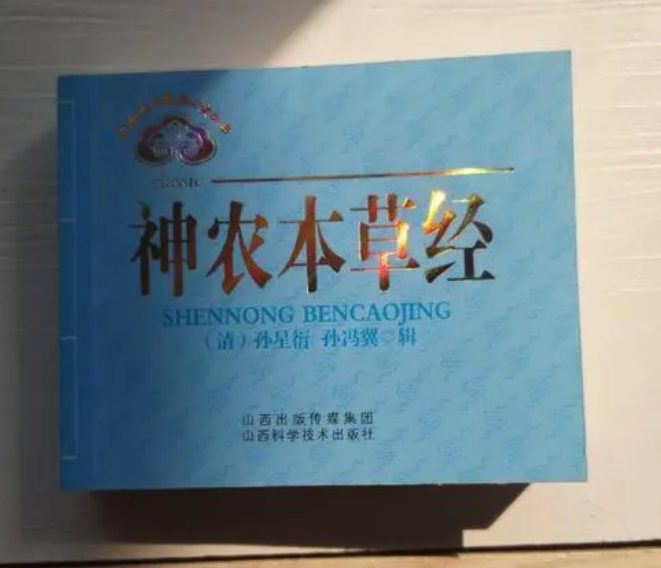 CLASSIC
神农本草经
SHENNONG BENCAOJING
（清）孙星衍 孙冯翼◎辑
山西出版传媒集团
山西科学技术出版社